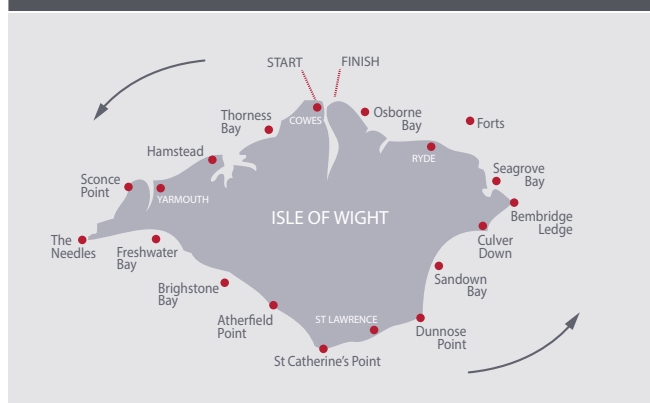 START
FINISH
Thorness
Bay
COWES
Osborne
Bay
Forts
Hamstead
RYDE
Seagrove
Bay
Sconce
Point
YARMOUTH
Bembridge
Ledge
ISLE OF WIGHT
The
Needles
Freshwater
Bay
Culver
Down
Brighstone
Bay
Sandown
Bay
Atherfield
Point
ST LAWRENCE
Dunnose
Point
St Catherine's Point